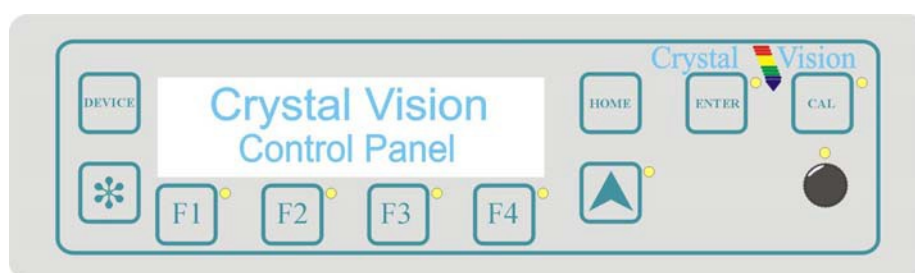 Crystal Vision
DEVICE
Crystal Vision
Control Panel
HOME
ENTER
CAL
F1
F2
F3
F4